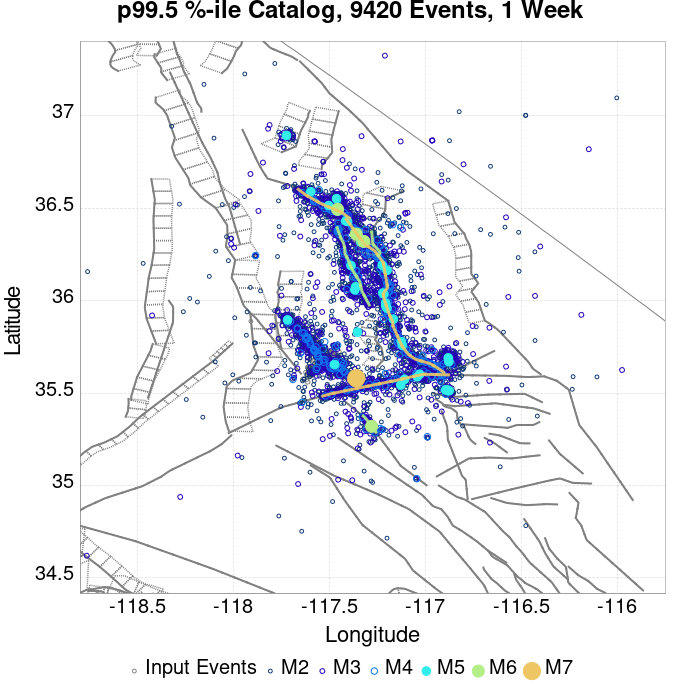 p99.5 %-ile Catalog, 9420 Events, 1 Week
37
36.5
36
35.5
35
34.5
Latitude
-118.5 -118 -117.5 -117 -116.5 -116
Longitude
Input Events M2 M3 M4 M5 M6 M7